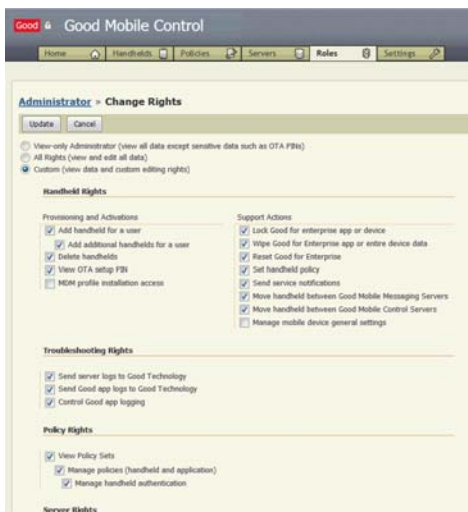 Good Good Mobile Control
Home Handhelds Policies Servers Roles Settings
Administrator » Change Rights
Update Cancel
View-only Administrator (view all data except sensitive data such as OTA PINs)
All Rights (view and edit all data)
Custom (view data and custom editing rights)
Handheld Rights
Provisioning and Activations
Add handheld for a user
Add additional handhelds for a user
Delete handhelds
View OTA setup PIN
MDM profile installation access
Support Actions
Lock Good for enterprise app or device
Wipe Good for Enterprise app or entire device data
Reset Good for Enterprise
Set handheld policy
Send service notifications
Move handheld between Good Mobile Messaging Servers
Move handheld between Good Mobile Control Servers
Manage mobile device general settings
Troubleshooting Rights
Send server logs to Good Technology
Send Good app logs to Good Technology
Control Good app logging
Policy Rights
View Policy Sets
Manage policies (handheld and application)
Manage handheld authentication
Server Rights